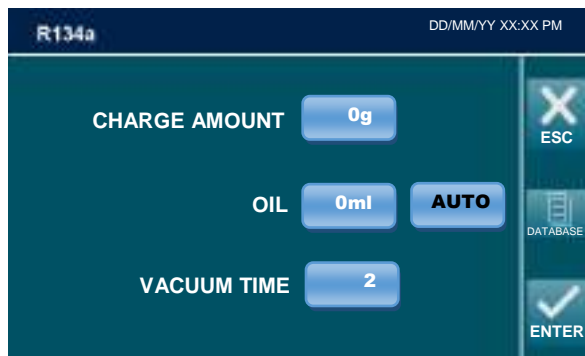 R134a DD/MM/YY XX:XX PM
CHARGE AMOUNT 0g
ESC
OIL 0ml AUTO
DATABASE
VACUUM TIME 2
ENTER